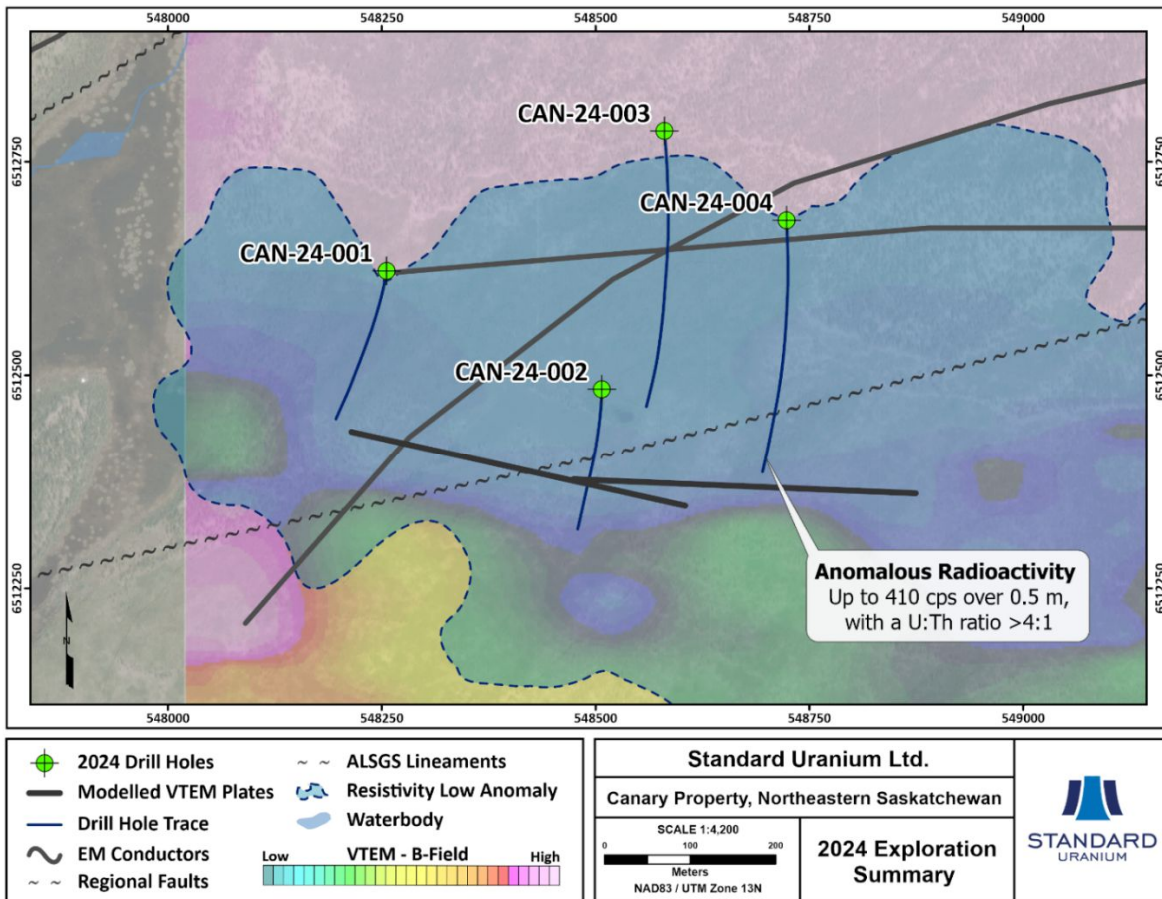 548000 548250 548500 548750 549000
6512750 6512750
6512500 6512500
6512250 6512250
CAN-24-003
CAN-24-004
CAN-24-001
CAN-24-002
Anomalous Radioactivity
Up to 410 cps over 0.5 m,
with a U:Th ratio >4:1
N
548000 548250 548500 548750 549000
2024 Drill Holes
Modelled VTEM Plates
Drill Hole Trace
EM Conductors
Regional Faults
ALSGS Lineaments
Resistivity Low Anomaly
Waterbody
Low VTEM - B-Field High
Standard Uranium Ltd.
Canary Property, Northeastern Saskatchewan
SCALE 1:4,200
0 100 200
Meters
NAD83 / UTM Zone 13N
2024 Exploration
Summary
STANDARD
URANIUM